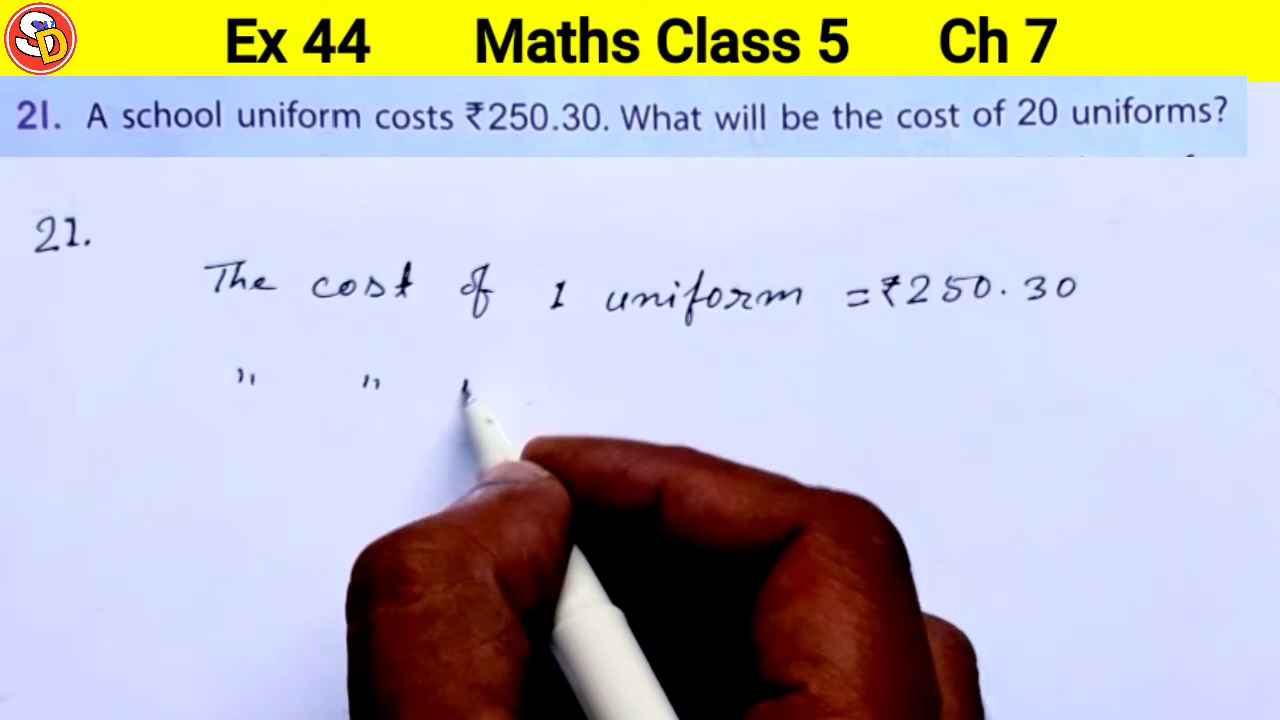 SD
Ex 44 Maths Class 5 Ch 7
21. A school uniform costs ₹250.30. What will be the cost of 20 uniforms?
21.
The cost of 1 uniform = ₹250.30
" " "